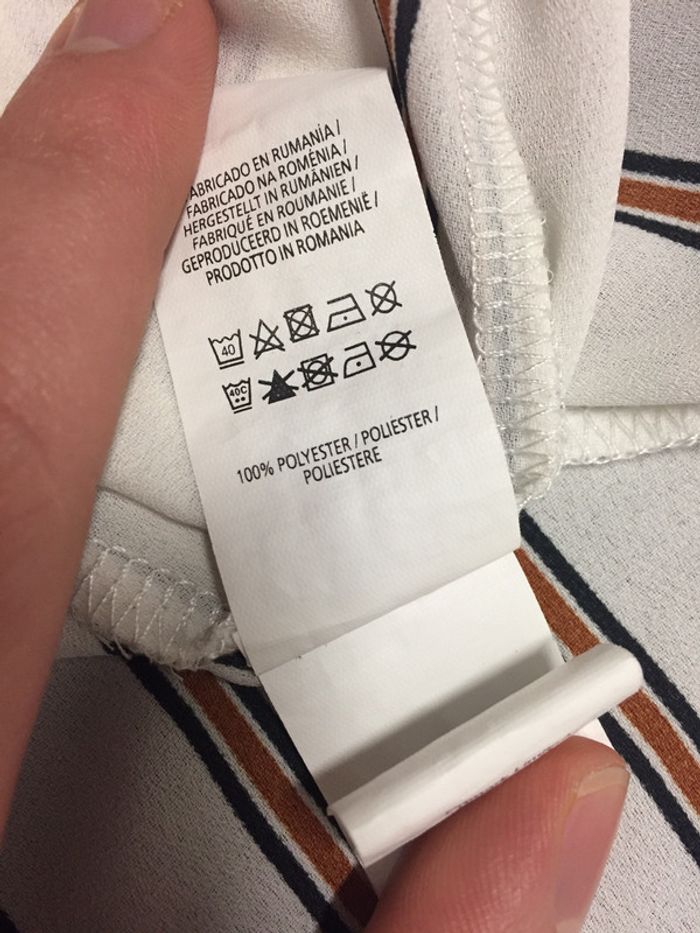 FABRICADO EN RUMANÍA /
FABRICADO NA ROMÉNIA /
HERGESTELLT IN RUMÄNIEN /
FABRIQUÉ EN ROUMANIE /
GEPRODUCEERD IN ROEMENIË /
PRODOTTO IN ROMANIA
40
40C
100% POLYESTER / POLIÉSTER /
POLIESTERE